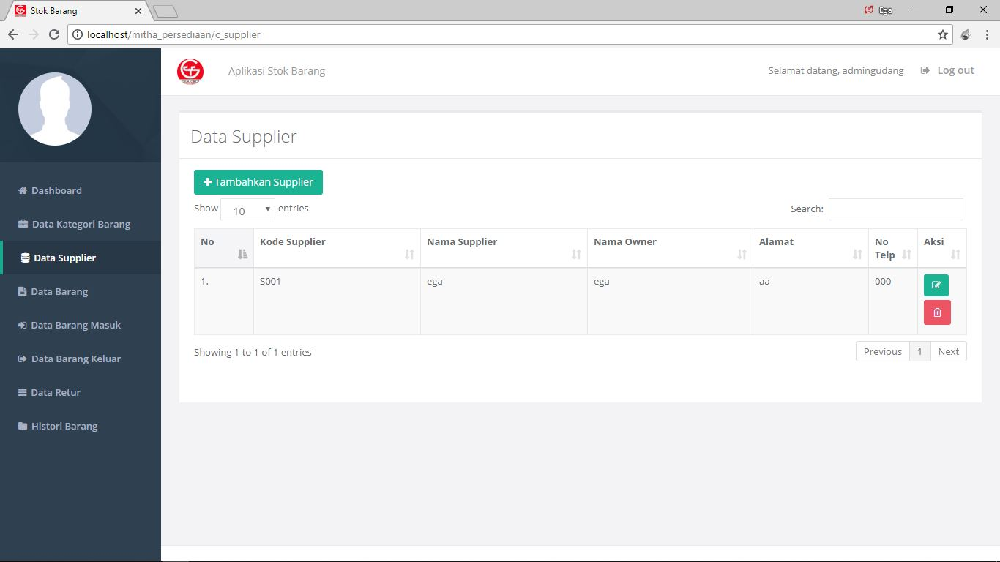 Stok Barang
Ega
localhost/mitha_persediaan/c_supplier
Aplikasi Stok Barang
Selamat datang, admingudang
Log out
Dashboard
Data Kategori Barang
Data Supplier
Data Barang
Data Barang Masuk
Data Barang Keluar
Data Retur
Histori Barang
Data Supplier
Tambahkan Supplier
Show 10 entries
Search:
No Kode Supplier Nama Supplier Nama Owner Alamat No Telp Aksi
1. S001 ega ega aa 000
Showing 1 to 1 of 1 entries
Previous 1 Next